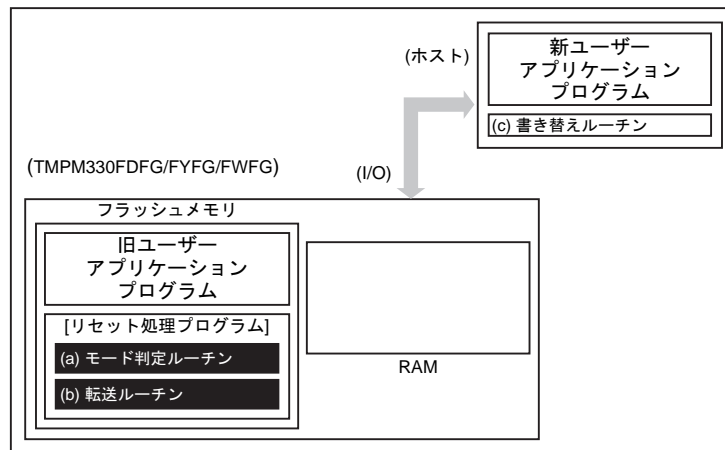 (ホスト)
新ユーザー
アプリケーション
プログラム
(c) 書き替えルーチン
(TMPM330FDFG/FYFG/FWFG)
(I/O)
フラッシュメモリ
旧ユーザー
アプリケーション
プログラム
[リセット処理プログラム]
(a) モード判定ルーチン
(b) 転送ルーチン
RAM